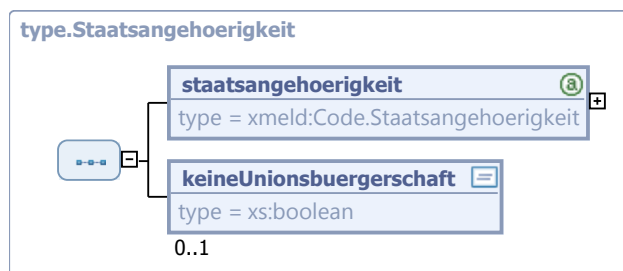 type.Staatsangehoerigkeit
staatsangehoerigkeit
type = xmeld:Code.Staatsangehoerigkeit
keineUnionsbuergerschaft
type = xs:boolean
0..1